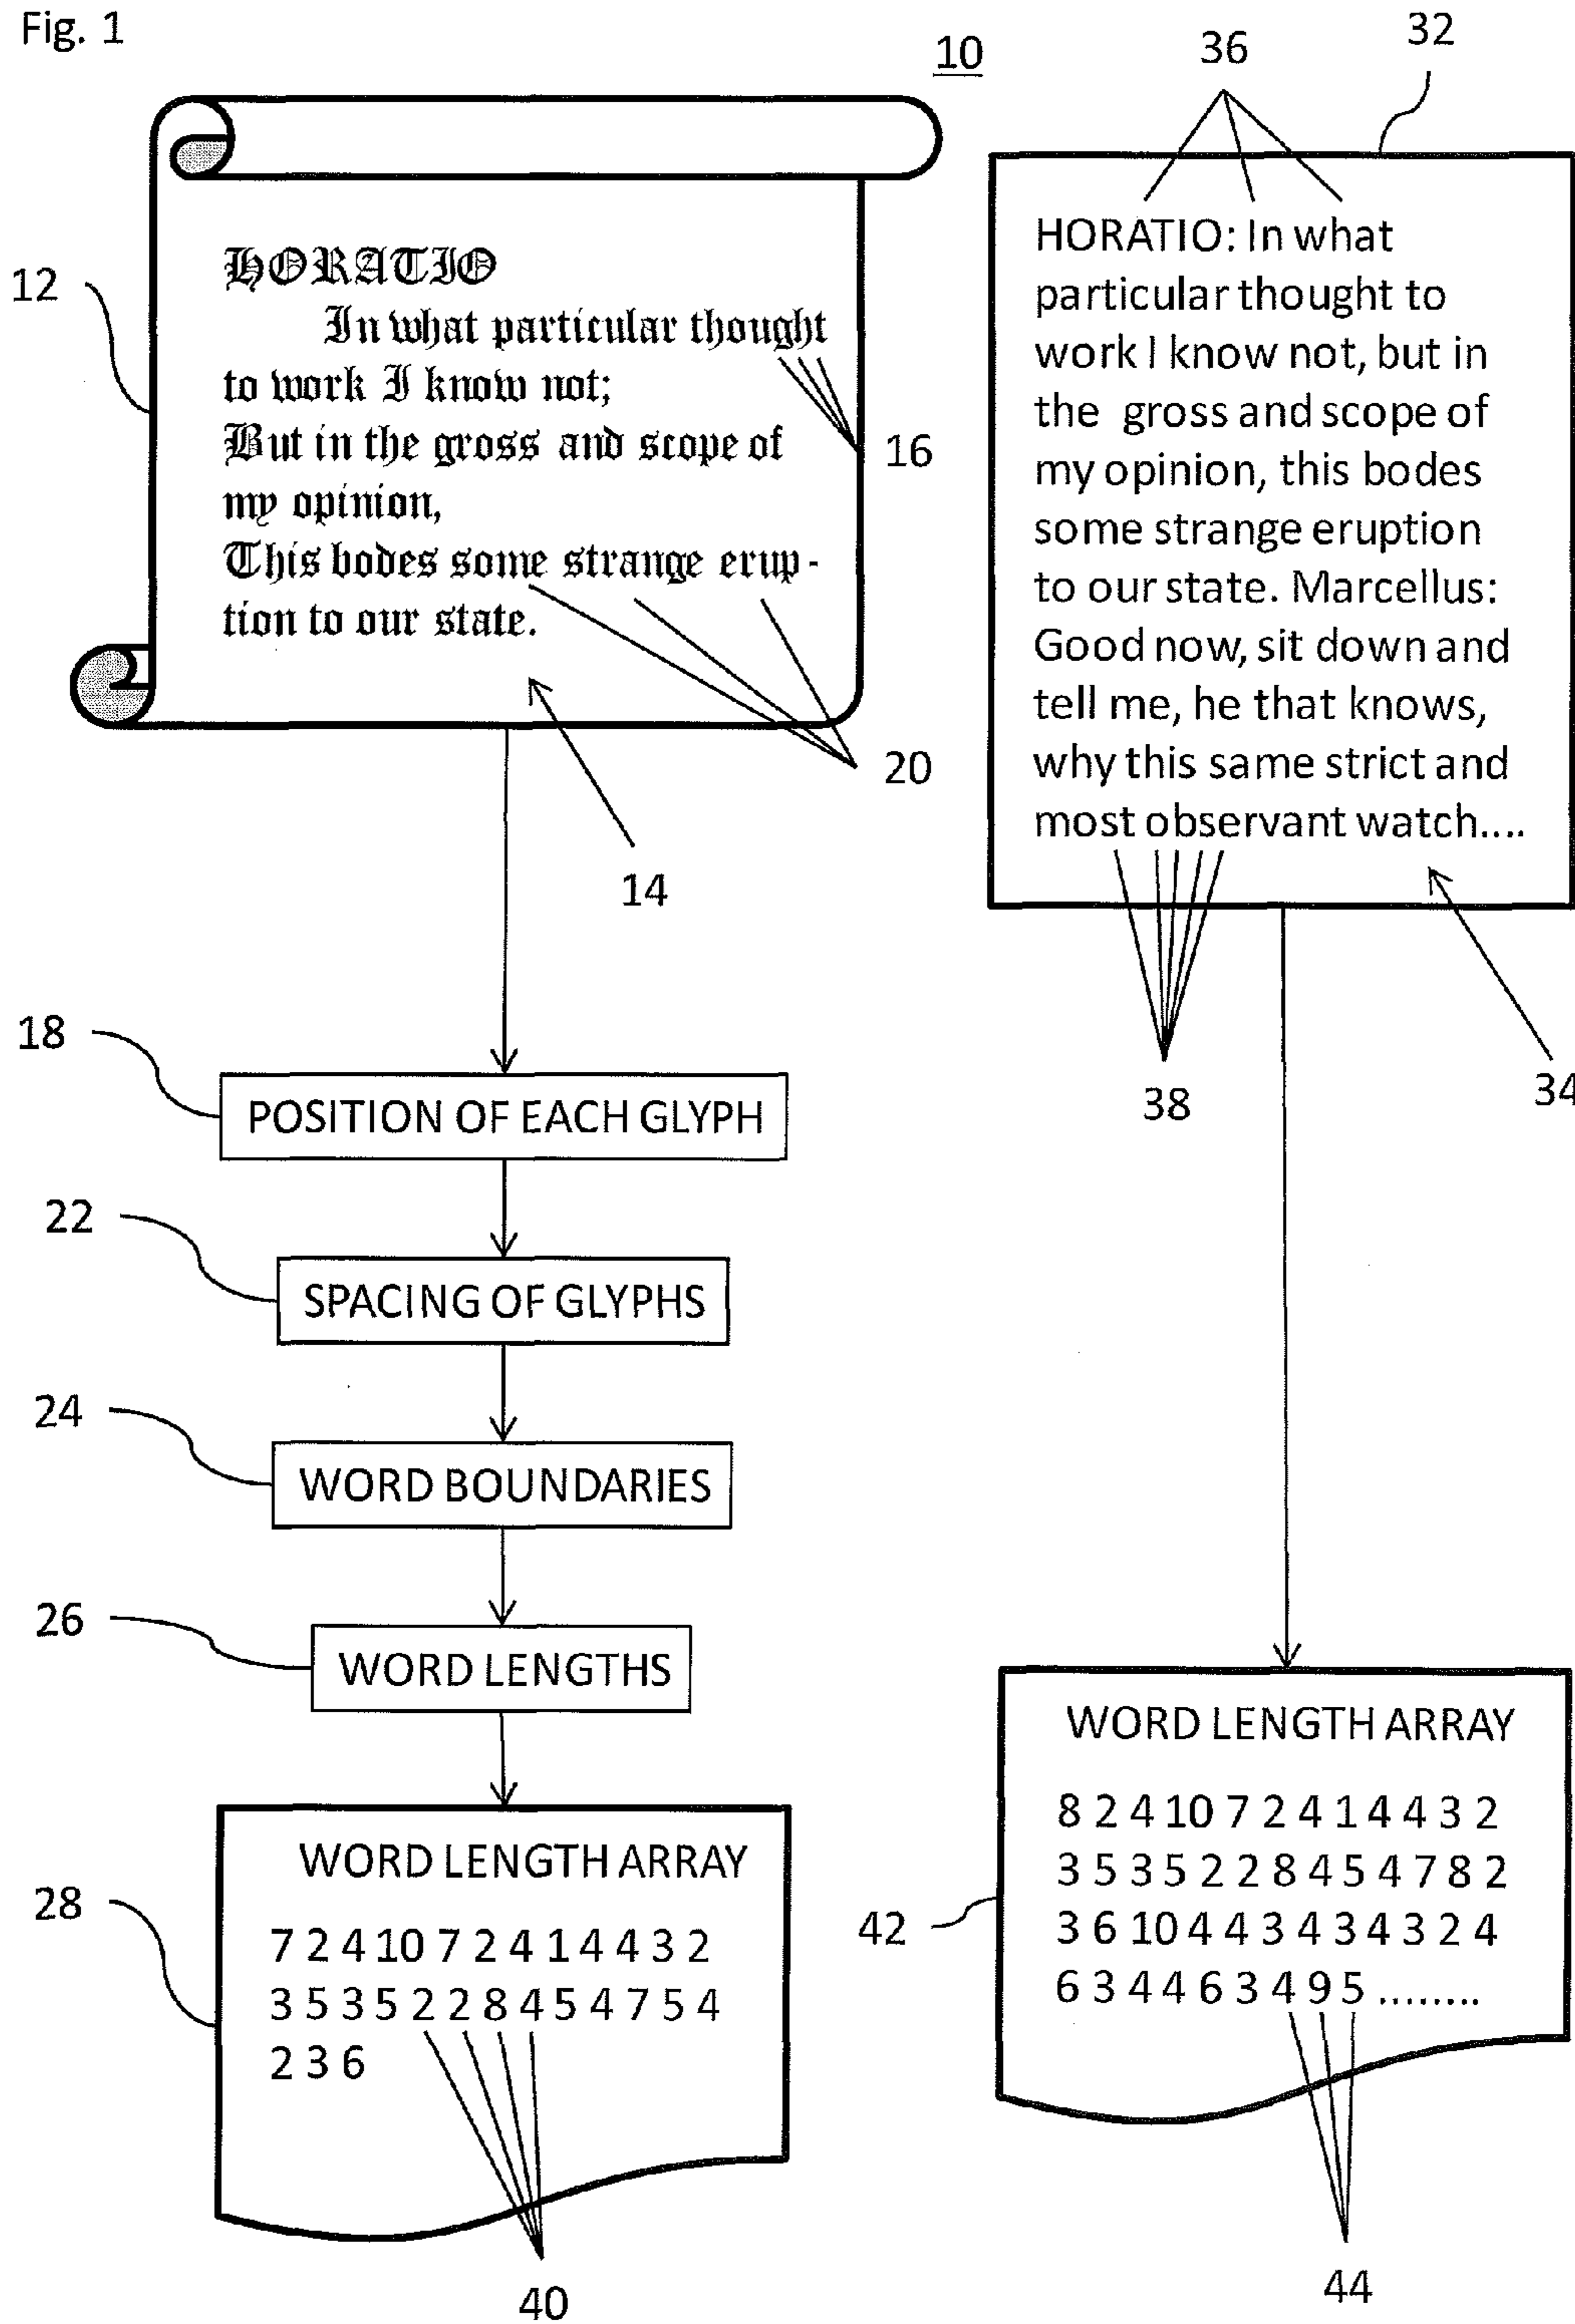 Fig. 1
10
32
36
12
HORATIO
In what particular thought
to work I know not;
But in the gross and scope of
my opinion,
This bodes some strange erup-
tion to our state.
16
20
14
HORATIO: In what
particular thought to
work I know not, but in
the gross and scope of
my opinion, this bodes
some strange eruption
to our state. Marcellus:
Good now, sit down and
tell me, he that knows,
why this same strict and
most observant watch....
38
34
18
POSITION OF EACH GLYPH
22
SPACING OF GLYPHS
24
WORD BOUNDARIES
26
WORD LENGTHS
28
WORD LENGTH ARRAY
7 2 4 10 7 2 4 1 4 4 3 2
3 5 3 5 2 2 8 4 5 4 7 5 4
2 3 6
40
42
WORD LENGTH ARRAY
8 2 4 10 7 2 4 1 4 4 3 2
3 5 3 5 2 2 8 4 5 4 7 8 2
3 6 10 4 4 3 4 3 4 3 2 4
6 3 4 4 6 3 4 9 5 ........
44